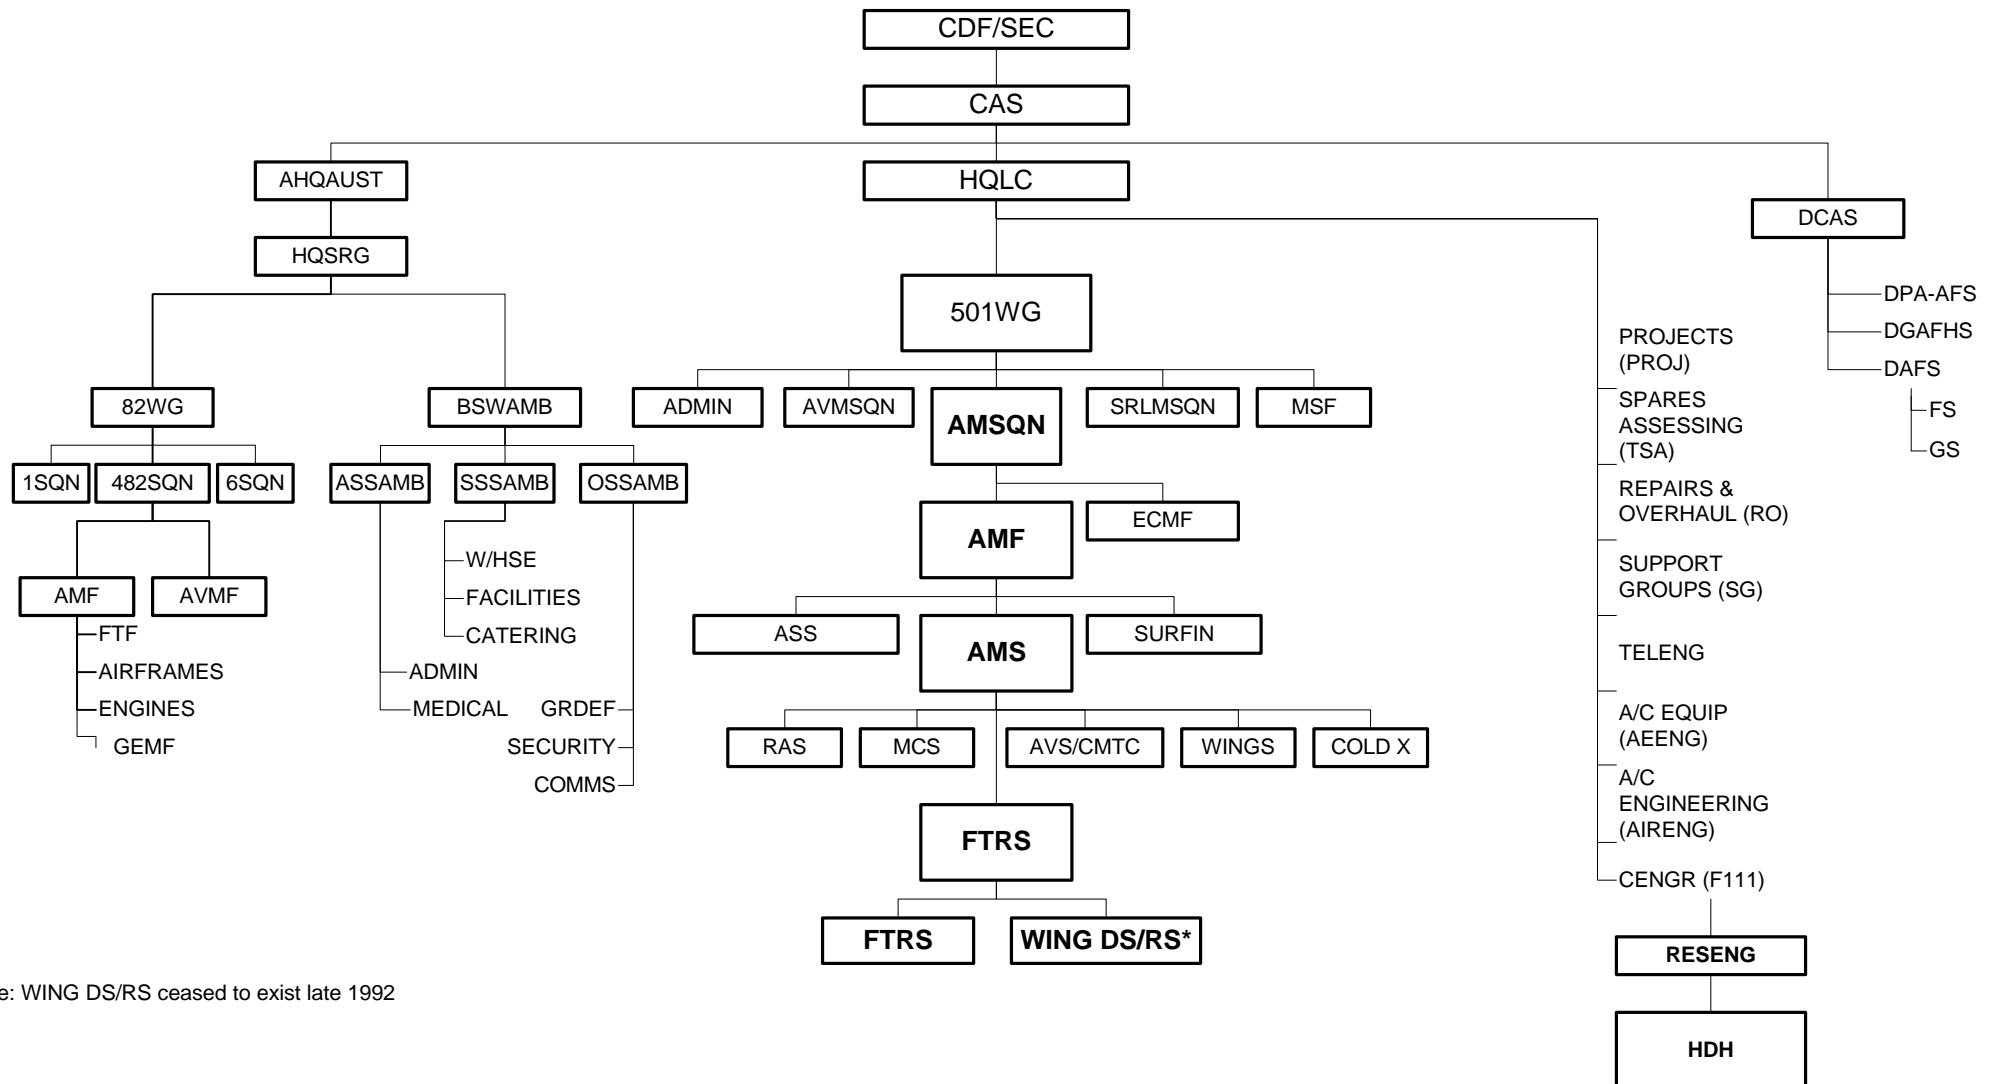 CDF/SEC
CAS
AHQAUST
HQLC
DCAS
HQSRG
501WG
DPA-AFS
DGAFHS
DAFS
FS
GS
82WG
BSWAMB
ADMIN
AVMSQN
AMSQN
SRLMSQN
MSF
1SQN
482SQN
6SQN
ASSAMB
SSSAMB
OSSAMB
AMF
ECMF
W/HSE
FACILITIES
CATERING
AMF
AVMF
FTF
AIRFRAMES
ENGINES
GEMF
ADMIN
MEDICAL
GRDEF
SECURITY
COMMS
ASS
AMS
SURFIN
RAS
MCS
AVS/CMTC
WINGS
COLD X
FTRS
FTRS
WING DS/RS*
PROJECTS
(PROJ)
SPARES
ASSESSING
(TSA)
REPAIRS &
OVERHAUL (RO)
SUPPORT
GROUPS (SG)
TELENG
A/C EQUIP
(AEENG)
A/C
ENGINEERING
(AIRENG)
CENGR (F111)
RESENG
HDH
e: WING DS/RS ceased to exist late 1992